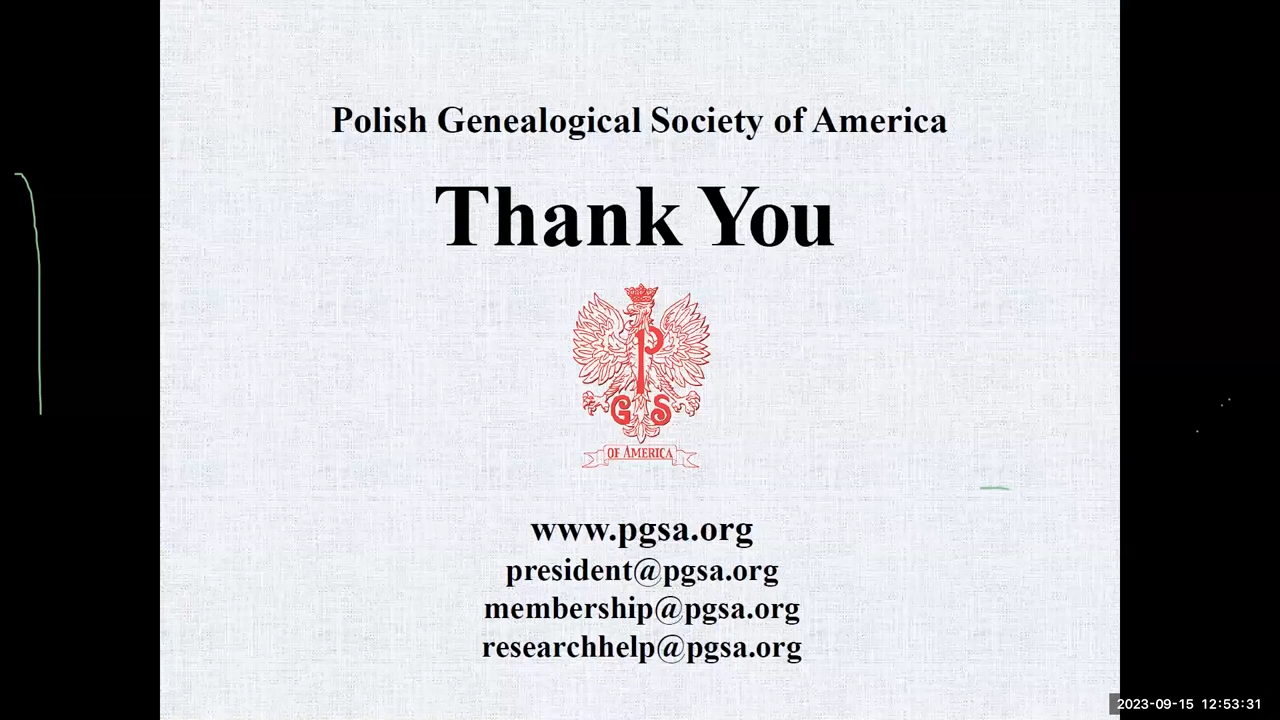 Polish Genealogical Society of America
Thank You
P
G S
OF AMERICA
www.pgsa.org
president@pgsa.org
membership@pgsa.org
researchhelp@pgsa.org
2023-09-15 12:53:31